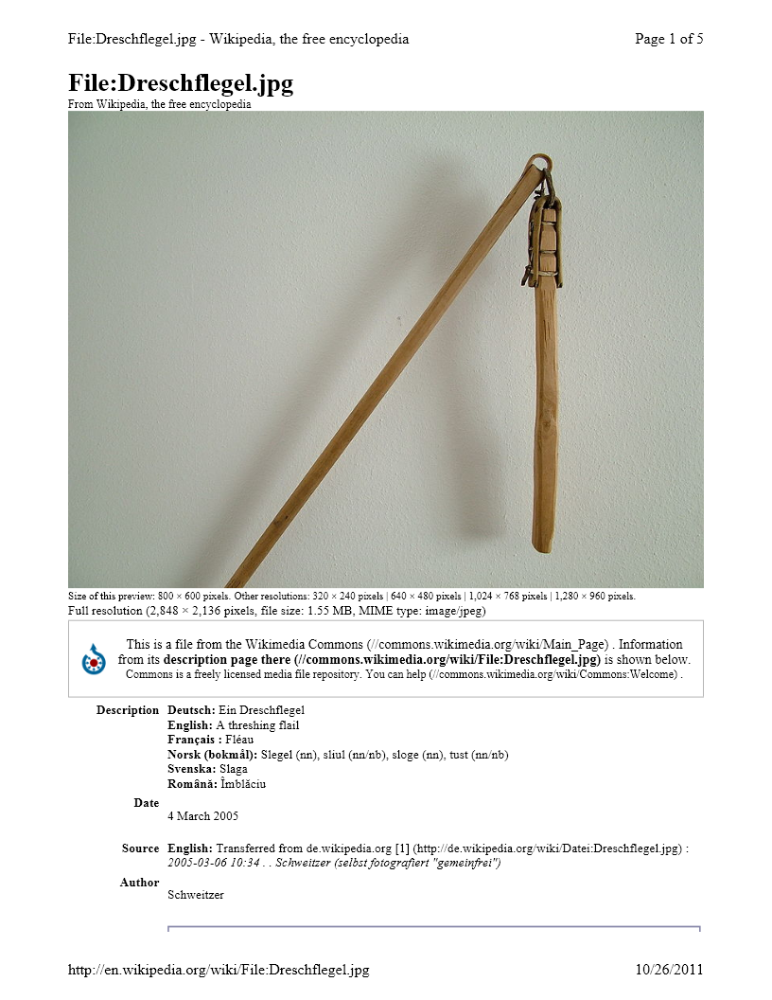 File:Dreschflegel.jpg - Wikipedia, the free encyclopedia Page 1 of 5
File:Dreschflegel.jpg
From Wikipedia, the free encyclopedia
Size of this preview: 800 × 600 pixels. Other resolutions: 320 × 240 pixels | 640 × 480 pixels | 1,024 × 768 pixels | 1,280 × 960 pixels.
Full resolution (2,848 × 2,136 pixels, file size: 1.55 MB, MIME type: image/jpeg)
This is a file from the Wikimedia Commons (//commons.wikimedia.org/wiki/Main_Page) . Information
from its description page there (//commons.wikimedia.org/wiki/File:Dreschflegel.jpg) is shown below.
Commons is a freely licensed media file repository. You can help (//commons.wikimedia.org/wiki/Commons:Welcome) .
Description Deutsch: Ein Dreschflegel
English: A threshing flail
Français : Fléau
Norsk (bokmål): Slegel (nn), sliul (nn/nb), sloge (nn), tust (nn/nb)
Svenska: Slaga
Română: Îmblăciu
Date
4 March 2005
Source English: Transferred from de.wikipedia.org [1] (http://de.wikipedia.org/wiki/Datei:Dreschflegel.jpg) :
2005-03-06 10:34 . . Schweitzer (selbst fotografiert "gemeinfrei")
Author
Schweitzer
http://en.wikipedia.org/wiki/File:Dreschflegel.jpg 10/26/2011